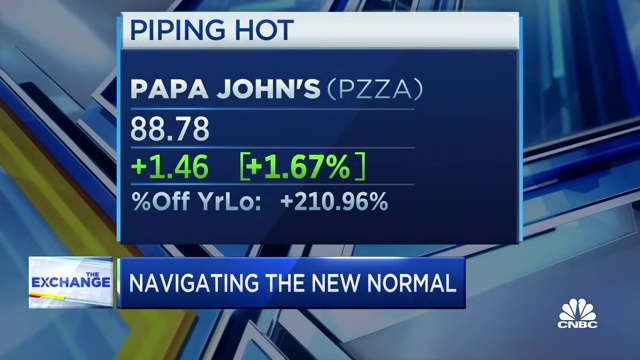 PIPING HOT
PAPA JOHN'S (PZZA)
88.78
+1.46 [+1.67%]
%Off YrLo: +210.96%
THE
EXCHANGE
NAVIGATING THE NEW NORMAL
CNBC